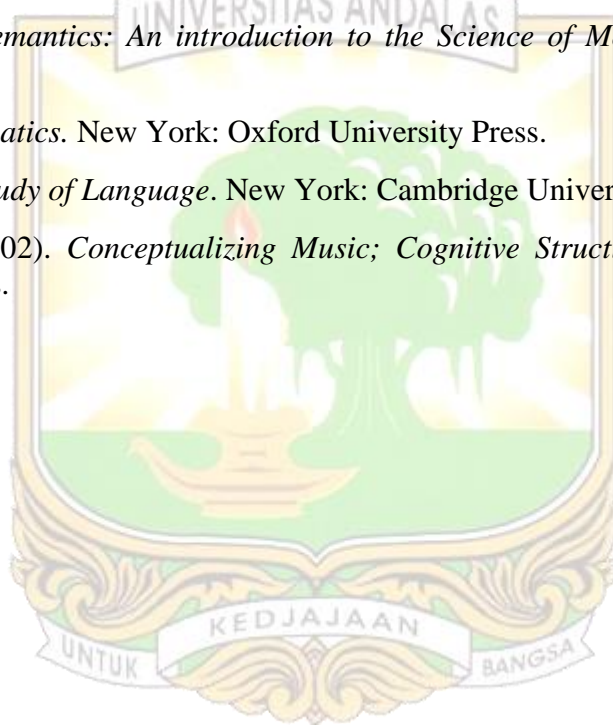 UNIVERSITAS ANDALAS
emantics: An introduction to the Science of M
atics. New York: Oxford University Press.
udy of Language. New York: Cambridge Univer
02). Conceptualizing Music; Cognitive Struct
.
KEDJAJAAN
UNTUK BANGSA